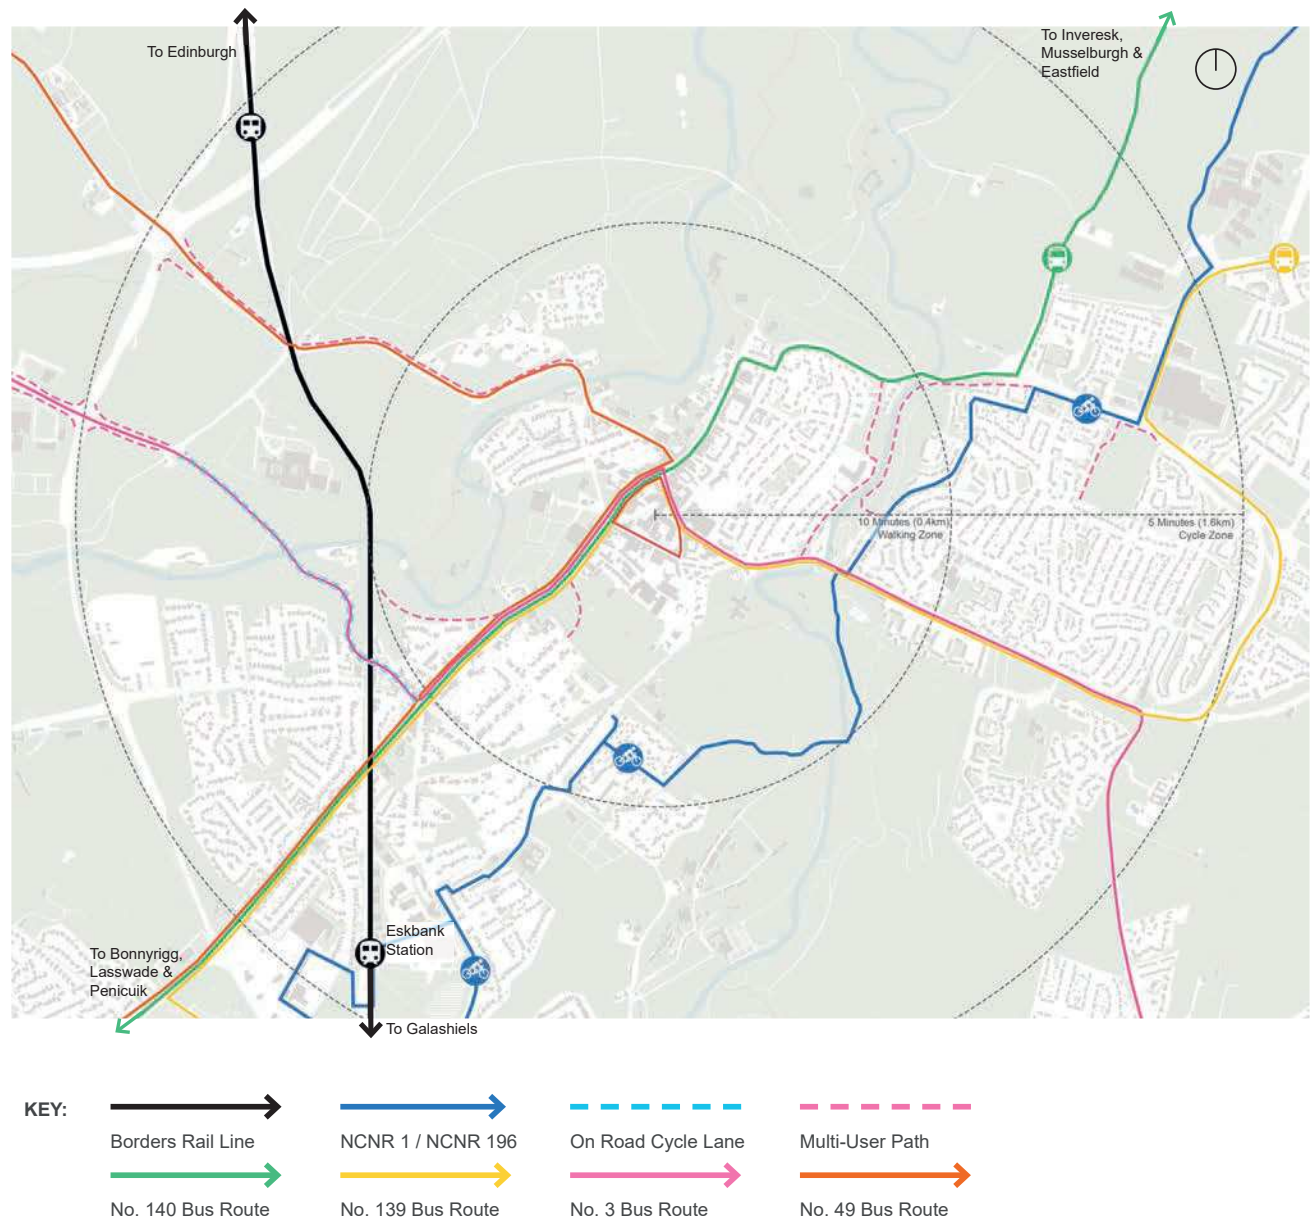 To Edinburgh
To Inveresk,
Musselburgh &
Eastfield
10 Minutes (0.4km)
Walking Zone
5 Minutes (1.6km)
Cycle Zone
Eskbank
Station
To Bonnyrigg,
Lasswade &
Penicuik
To Galashiels
KEY:
Borders Rail Line
NCNR 1 / NCNR 196
On Road Cycle Lane
Multi-User Path
No. 140 Bus Route
No. 139 Bus Route
No. 3 Bus Route
No. 49 Bus Route